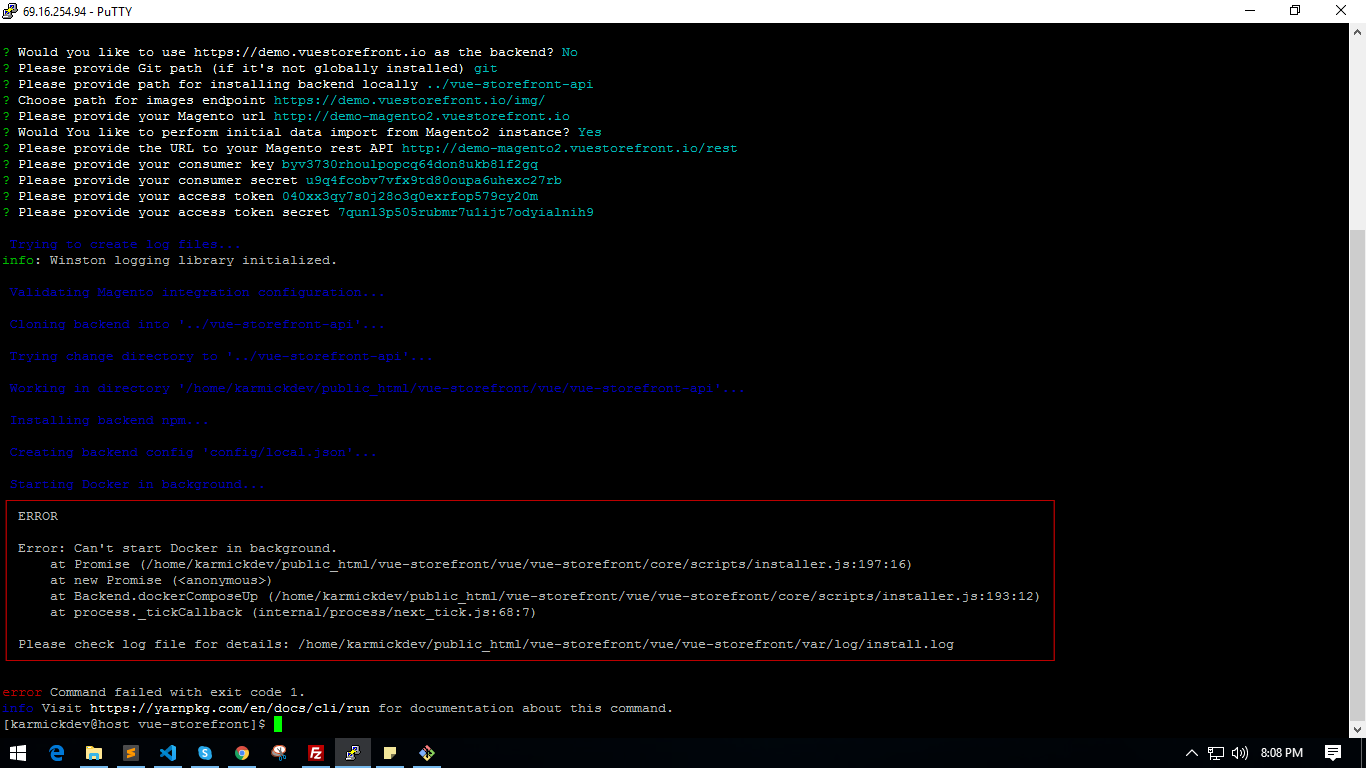 69.16.254.94 - PuTTY
? Would you like to use https://demo.vuestorefront.io as the backend? No
? Please provide Git path (if it's not globally installed) git
? Please provide path for installing backend locally ../vue-storefront-api
? Choose path for images endpoint https://demo.vuestorefront.io/img/
? Please provide your Magento url http://demo-magento2.vuestorefront.io
? Would You like to perform initial data import from Magento2 instance? Yes
? Please provide the URL to your Magento rest API http://demo-magento2.vuestorefront.io/rest
? Please provide your consumer key byv3730rhoulpopcq64don8ukb8lf2gq
? Please provide your consumer secret u9q4fcobv7vfx9td80oupa6uhexc27rb
? Please provide your access token 040xx3qy7s0j28o3q0exrfop579cy20m
? Please provide your access token secret 7qunl3p505rubmr7u1ijt7odyialnih9
Trying to create log files...
info: Winston logging library initialized.
Validating Magento integration configuration...
Cloning backend into '../vue-storefront-api'...
Trying change directory to '../vue-storefront-api'...
Working in directory '/home/karmickdev/public_html/vue-storefront/vue/vue-storefront-api'...
Installing backend npm...
Creating backend config 'config/local.json'...
Starting Docker in background...
ERROR
Error: Can't start Docker in background.
at Promise (/home/karmickdev/public_html/vue-storefront/vue/vue-storefront/core/scripts/installer.js:197:16)
at new Promise (<anonymous>)
at Backend.dockerComposeUp (/home/karmickdev/public_html/vue-storefront/vue/vue-storefront/core/scripts/installer.js:193:12)
at process._tickCallback (internal/process/next_tick.js:68:7)
Please check log file for details: /home/karmickdev/public_html/vue-storefront/vue/vue-storefront/var/log/install.log
error Command failed with exit code 1.
info Visit https://yarnpkg.com/en/docs/cli/run for documentation about this command.
[karmickdev@host vue-storefront]$
8:08 PM